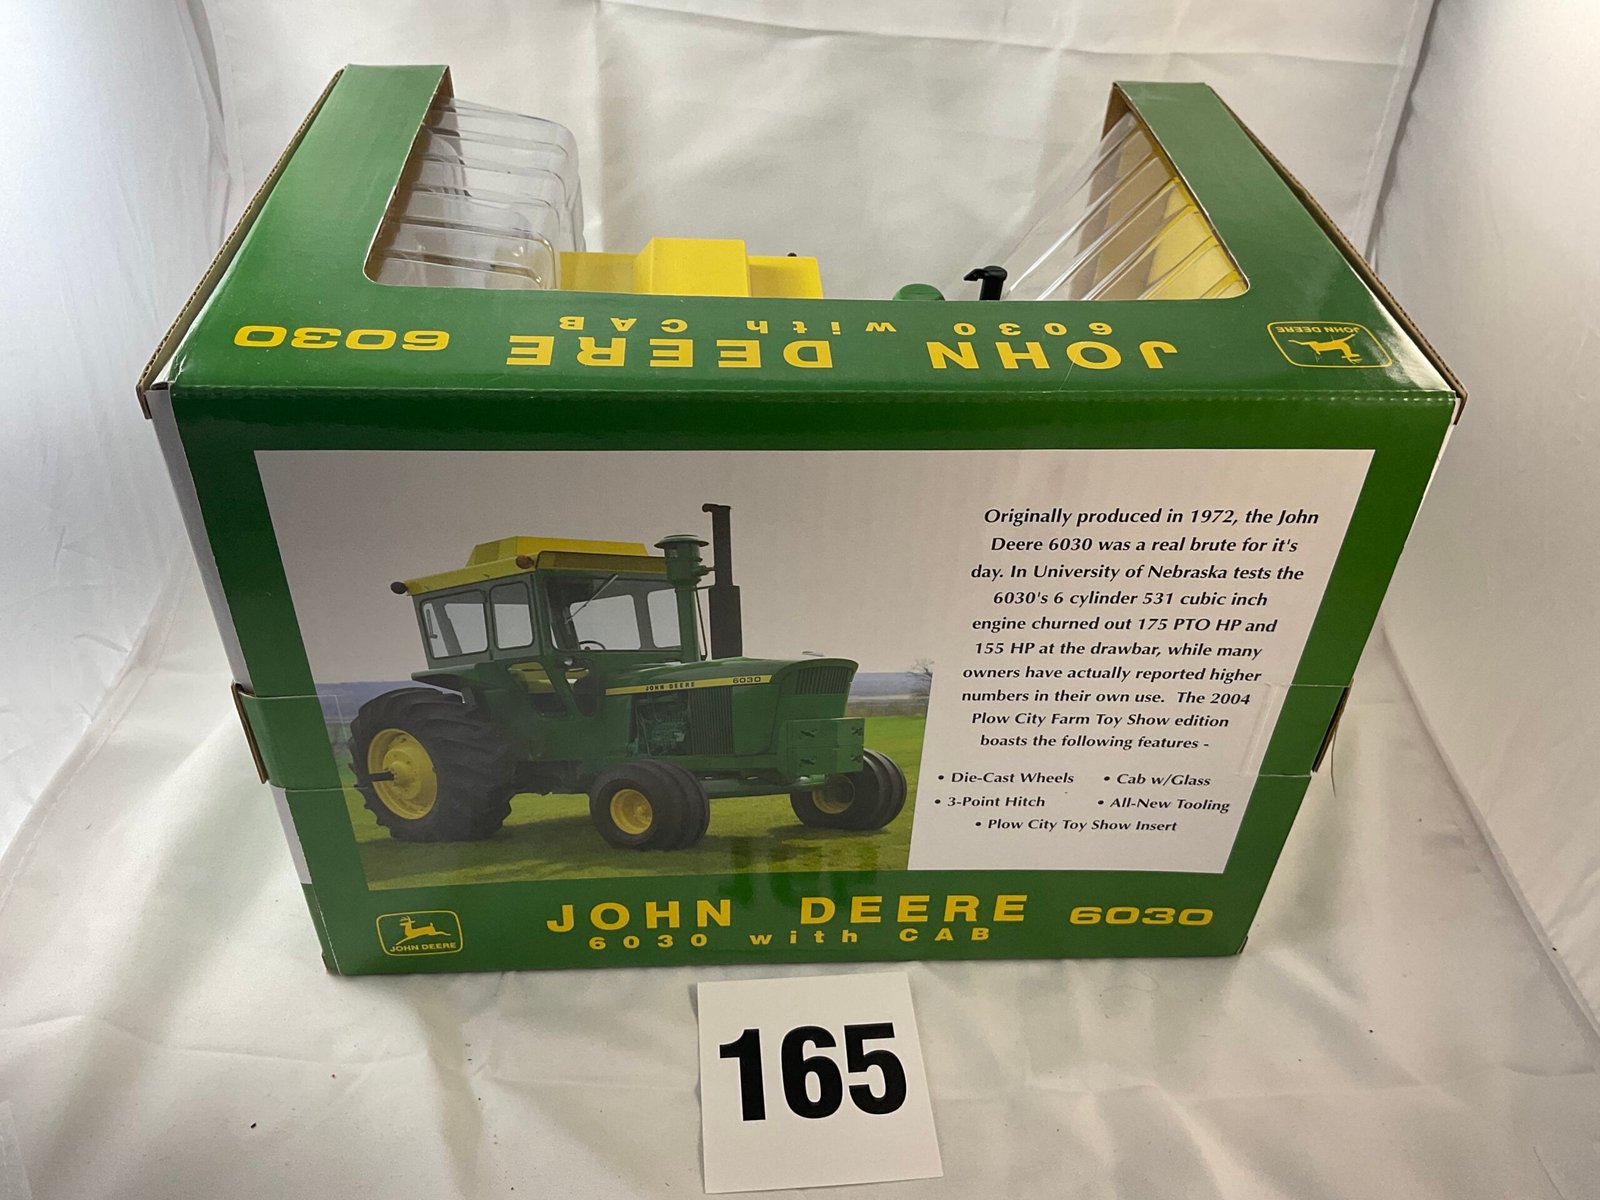 JOHN DEERE 6030
6030 with CAB
JOHN DEERE
Originally produced in 1972, the John
Deere 6030 was a real brute for it's
day. In University of Nebraska tests the
6030's 6 cylinder 531 cubic inch
engine churned out 175 PTO HP and
155 HP at the drawbar, while many
owners have actually reported higher
numbers in their own use. The 2004
Plow City Farm Toy Show edition
boasts the following features -
• Die-Cast Wheels • Cab w/Glass
• 3-Point Hitch • All-New Tooling
• Plow City Toy Show Insert
JOHN DEERE 6030
JOHN DEERE
JOHN DEERE 6030
6030 with CAB
165